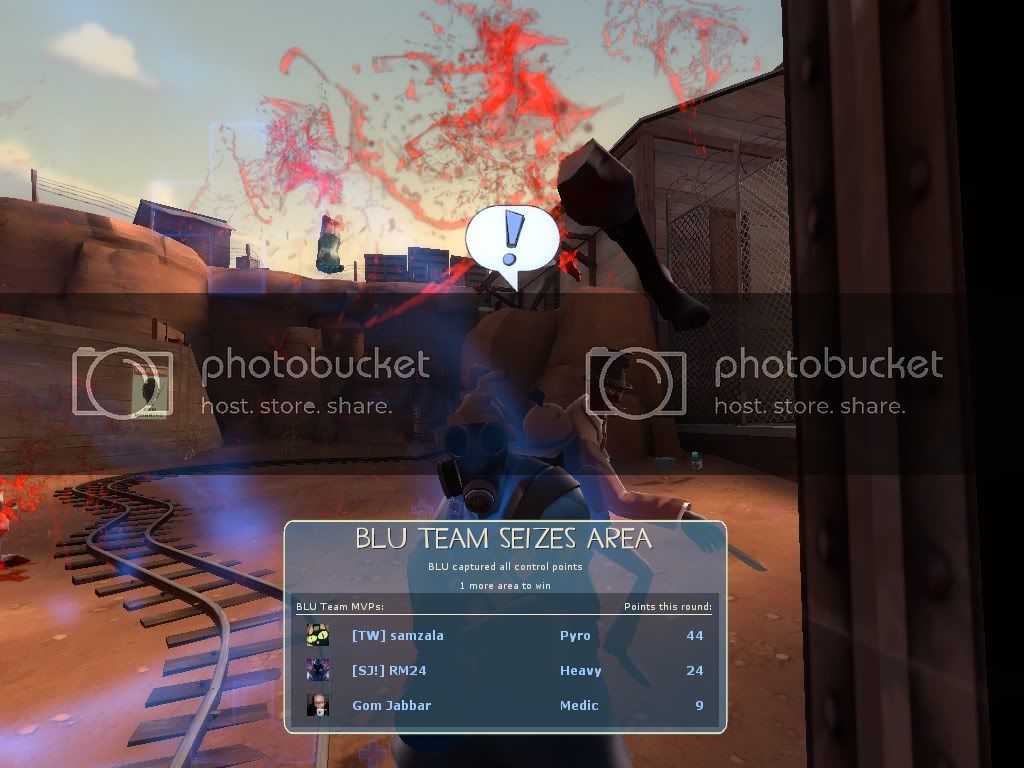 !
photobucket
host. store. share.
photobucket
host. store. share.
BLU TEAM SEIZES AREA
BLU captured all control points
1 more area to win
BLU Team MVPs: Points this round:
[TW] samzala Pyro 44
[SJ!] RM24 Heavy 24
Gom Jabbar Medic 9